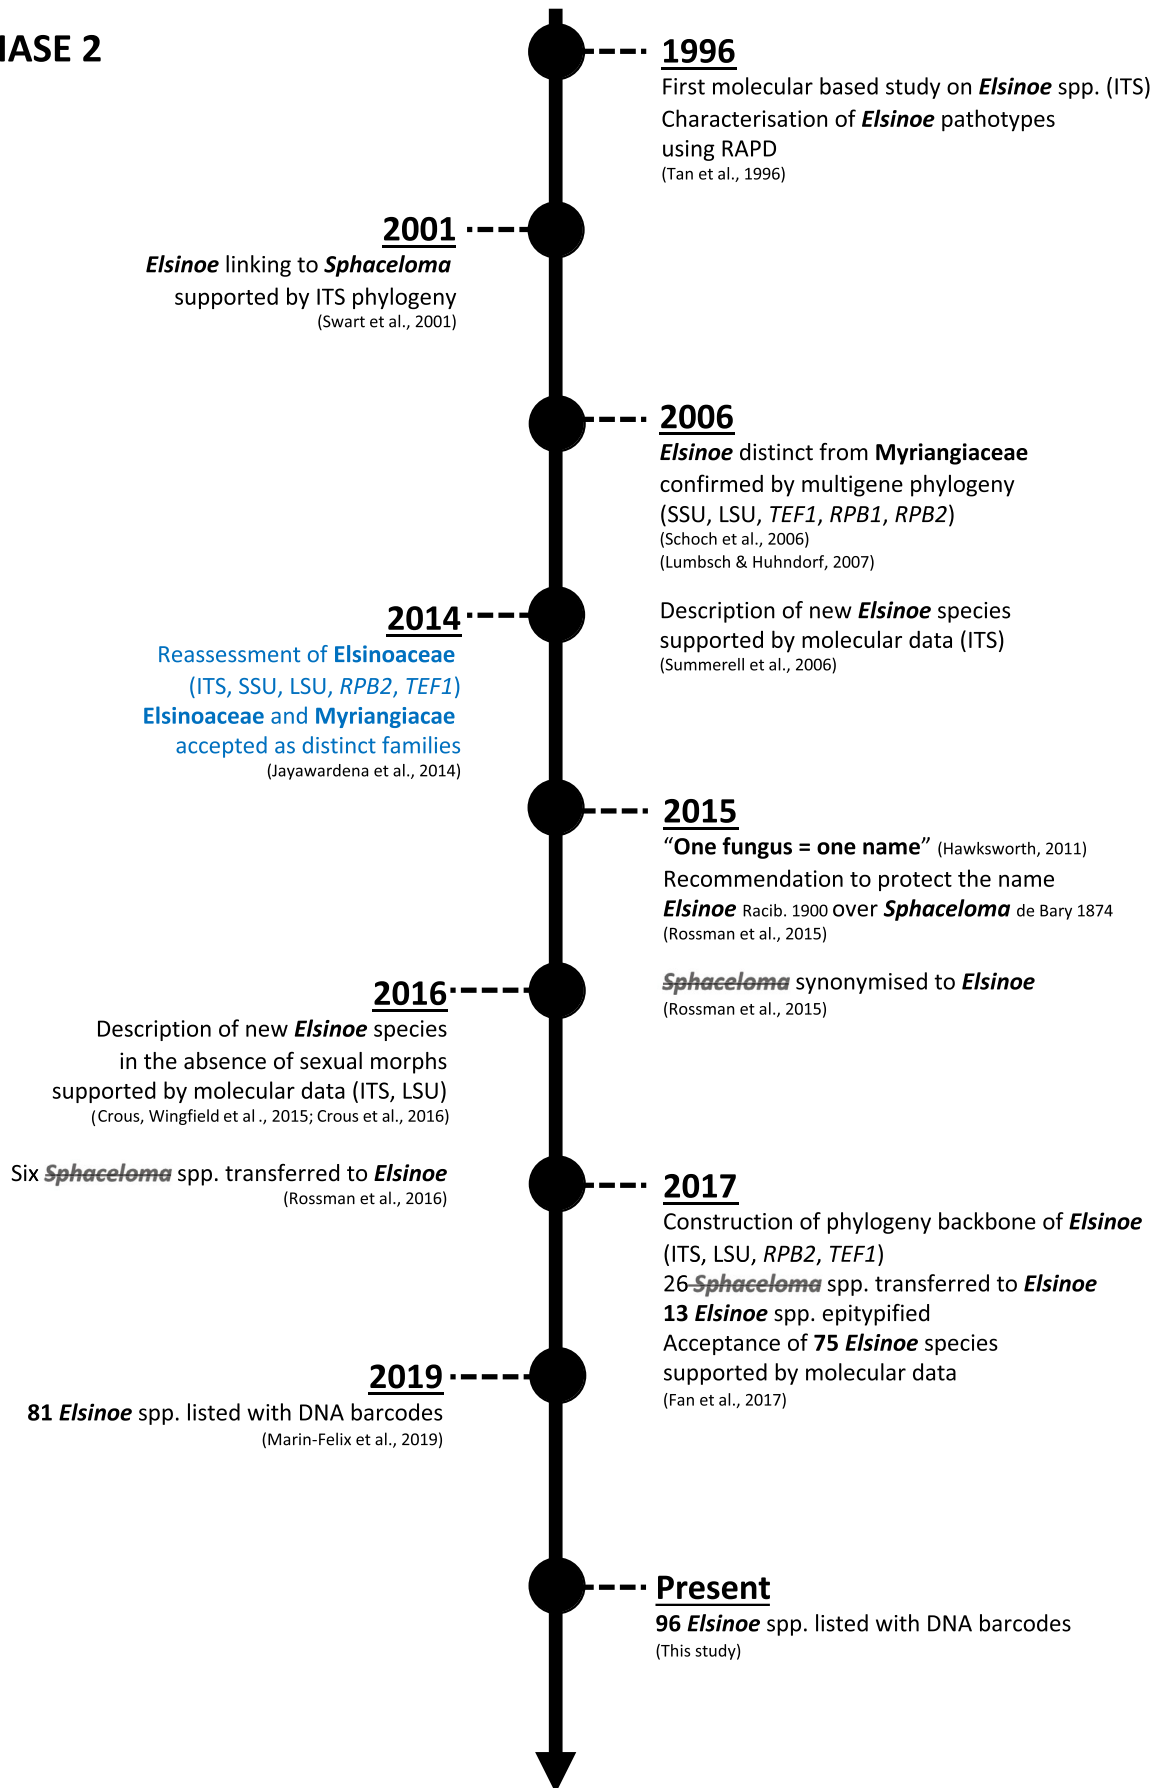 HASE 2
1996
First molecular based study on Elsinoe spp. (ITS)
Characterisation of Elsinoe pathotypes
using RAPD
(Tan et al., 1996)
2001
Elsinoe linking to Sphaceloma
supported by ITS phylogeny
(Swart et al., 2001)
2006
Elsinoe distinct from Myriangiaceae
confirmed by multigene phylogeny
(SSU, LSU, TEF1, RPB1, RPB2)
(Schoch et al., 2006)
(Lumbsch & Huhndorf, 2007)
Description of new Elsinoe species
supported by molecular data (ITS)
(Summerell et al., 2006)
2014
Reassessment of Elsinoaceae
(ITS, SSU, LSU, RPB2, TEF1)
Elsinoaceae and Myriangiacae
accepted as distinct families
(Jayawardena et al., 2014)
2015
“One fungus = one name” (Hawksworth, 2011)
Recommendation to protect the name
Elsinoe Racib. 1900 over Sphaceloma de Bary 1874
(Rossman et al., 2015)
Sphaceloma synonymised to Elsinoe
(Rossman et al., 2015)
2016
Description of new Elsinoe species
in the absence of sexual morphs
supported by molecular data (ITS, LSU)
(Crous, Wingfield et al., 2015; Crous et al., 2016)
Six Sphaceloma spp. transferred to Elsinoe
(Rossman et al., 2016)
2017
Construction of phylogeny backbone of Elsinoe
(ITS, LSU, RPB2, TEF1)
26 Sphaceloma spp. transferred to Elsinoe
13 Elsinoe spp. epitypified
Acceptance of 75 Elsinoe species
supported by molecular data
(Fan et al., 2017)
2019
81 Elsinoe spp. listed with DNA barcodes
(Marin-Felix et al., 2019)
Present
96 Elsinoe spp. listed with DNA barcodes
(This study)